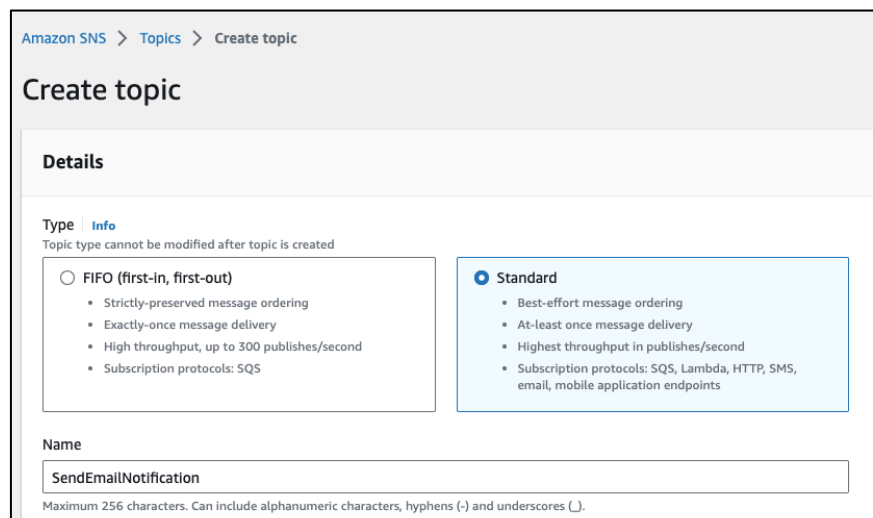 Amazon SNS > Topics > Create topic
Create topic
Details
Type Info
Topic type cannot be modified after topic is created
FIFO (first-in, first-out)
• Strictly-preserved message ordering
• Exactly-once message delivery
• High throughput, up to 300 publishes/second
• Subscription protocols: SQS
Standard
• Best-effort message ordering
• At-least once message delivery
• Highest throughput in publishes/second
• Subscription protocols: SQS, Lambda, HTTP, SMS,
email, mobile application endpoints
Name
SendEmailNotification
Maximum 256 characters. Can include alphanumeric characters, hyphens (-) and underscores (_).